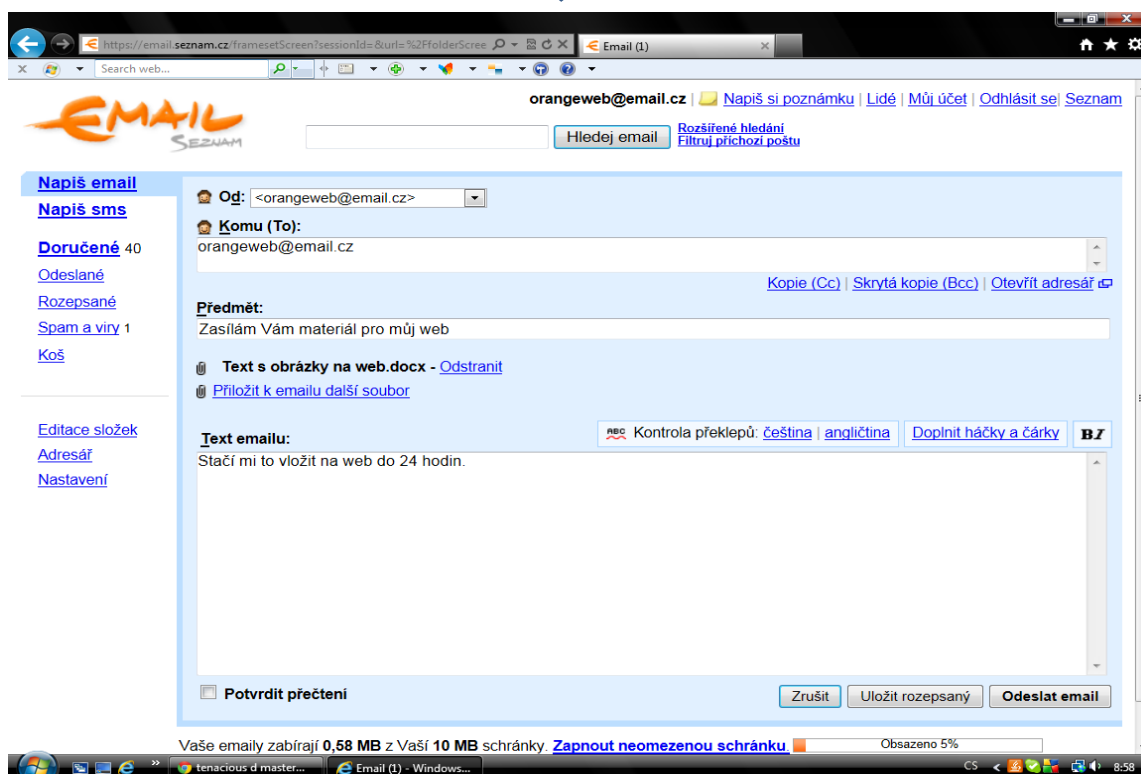 https://email.seznam.cz/framesetScreen?sessionId=&url=%2FfolderScree
Email (1)
Search web...
EMAIL
SEZNAM
orangeweb@email.cz | Napiš si poznámku | Lidé | Můj účet | Odhlásit se| Seznam
Hledej email
Rozšířené hledání
Filtruj příchozí poštu
Napiš email
Napiš sms
Doručené 40
Odeslané
Rozepsané
Spam a viry 1
Koš
Editace složek
Adresář
Nastavení
Od: <orangeweb@email.cz>
Komu (To):
orangeweb@email.cz
Kopie (Cc) | Skrytá kopie (Bcc) | Otevřít adresář
Předmět:
Zasílám Vám materiál pro můj web
Text s obrázky na web.docx - Odstranit
Přiložit k emailu další soubor
Text emailu:
ABC Kontrola překlepů: čeština | angličtina Doplnit háčky a čárky B I
Stačí mi to vložit na web do 24 hodin.
Potvrdit přečtení
Zrušit Uložit rozepsaný Odeslat email
Vaše emaily zabírají 0,58 MB z Vaší 10 MB schránky. Zapnout neomezenou schránku. Obsazeno 5%
tenacious d master... Email (1) - Windows... CS 8:58